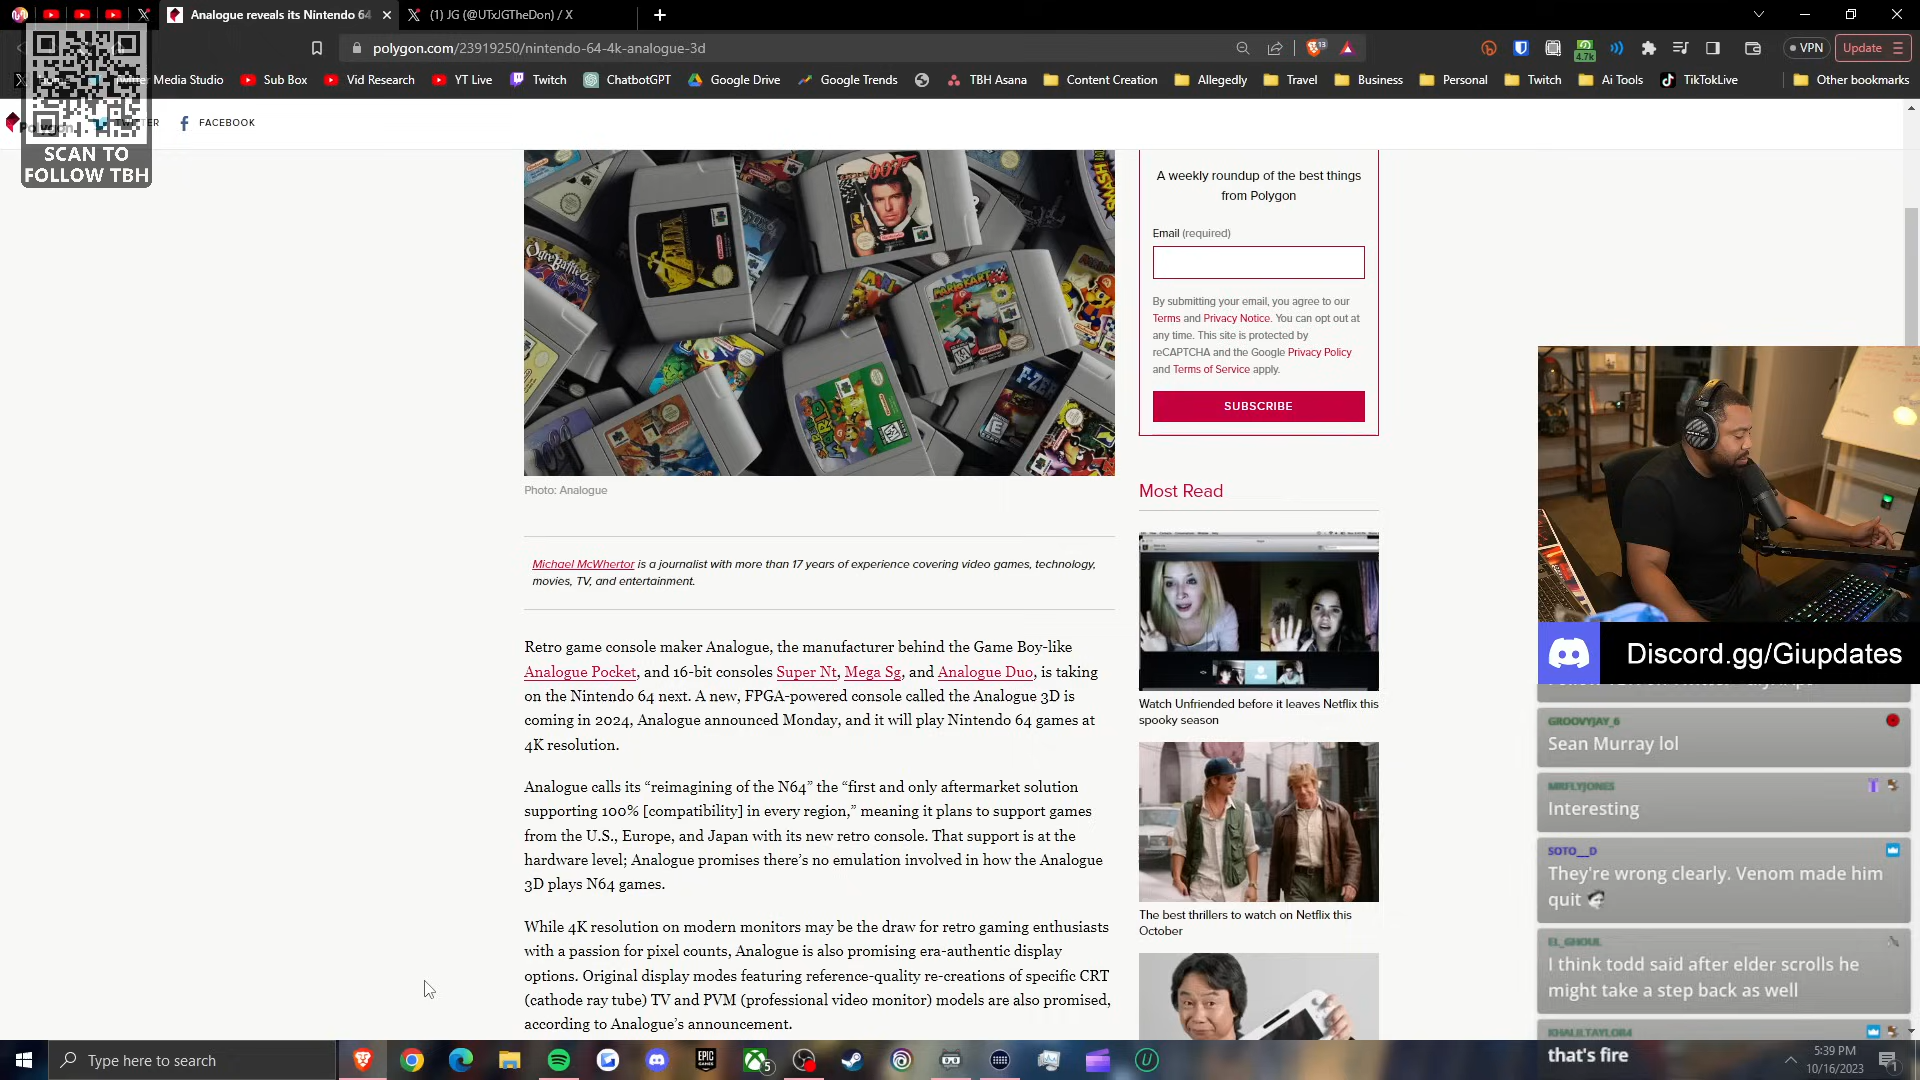 Analogue reveals its Nintendo 64
(1) JG (@UTxJGTheDon) / X
polygon.com/23919250/nintendo-64-4k-analogue-3d
13
4.7k
VPN
Update
Media Studio
Sub Box
Vid Research
YT Live
Twitch
ChatbotGPT
Google Drive
Google Trends
TBH Asana
Content Creation
Allegedly
Travel
Business
Personal
Twitch
Ai Tools
TikTokLive
Other bookmarks
Polygon
FACEBOOK
SCAN TO
FOLLOW TBH
A weekly roundup of the best things
from Polygon
Email (required)
By submitting your email, you agree to our
Terms and Privacy Notice. You can opt out at
any time. This site is protected by
reCAPTCHA and the Google Privacy Policy
and Terms of Service apply.
SUBSCRIBE
ZELDA
007
Ogre Battle
MARIOKART
F-ZERO
Photo: Analogue
Most Read
Michael McWhertor is a journalist with more than 17 years of experience covering video games, technology,
movies, TV, and entertainment.
Retro game console maker Analogue, the manufacturer behind the Game Boy-like
Analogue Pocket, and 16-bit consoles Super Nt, Mega Sg, and Analogue Duo, is taking
on the Nintendo 64 next. A new, FPGA-powered console called the Analogue 3D is
coming in 2024, Analogue announced Monday, and it will play Nintendo 64 games at
4K resolution.
Analogue calls its “reimagining of the N64” the “first and only aftermarket solution
supporting 100% [compatibility] in every region,” meaning it plans to support games
from the U.S., Europe, and Japan with its new retro console. That support is at the
hardware level; Analogue promises there’s no emulation involved in how the Analogue
3D plays N64 games.
While 4K resolution on modern monitors may be the draw for retro gaming enthusiasts
with a passion for pixel counts, Analogue is also promising era-authentic display
options. Original display modes featuring reference-quality re-creations of specific CRT
(cathode ray tube) TV and PVM (professional video monitor) models are also promised,
according to Analogue’s announcement.
Watch Unfriended before it leaves Netflix this
spooky season
The best thrillers to watch on Netflix this
October
Discord.gg/Giupdates
GROOVYJAY_6
Sean Murray lol
MRFLYJONES
Interesting
SOTO__D
They're wrong clearly. Venom made him
quit
EL_GHOUL
I think todd said after elder scrolls he
might take a step back as well
KHALILTAYLOR4
that's fire
Type here to search
EPIC
GAMES
5
5:39 PM
10/16/2023
1